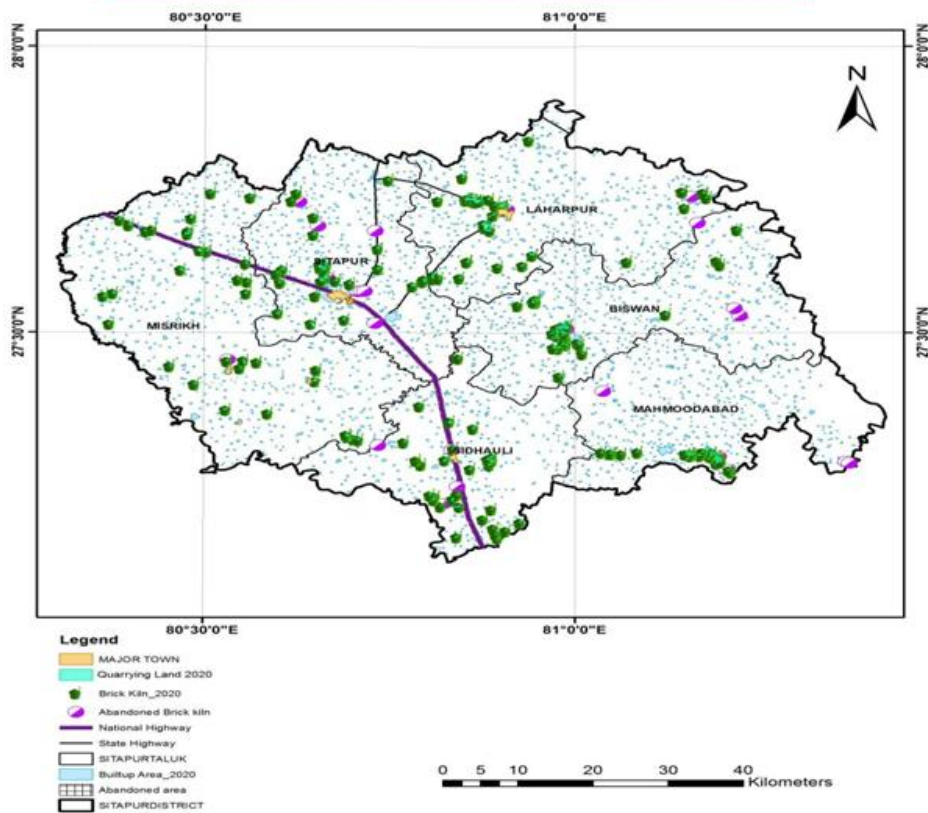 80°30'0"E 81°0'0"E
28°0'0"N 28°0'0"N
N
LAHARPUR
SITAPUR
BISWAN
MISRIKH
27°30'0"N 27°30'0"N
MAHMOODABAD
SIDHAULI
80°30'0"E 81°0'0"E
Legend
MAJOR TOWN
Quarrying Land 2020
Brick Kiln_2020
Abandoned Brick kiln
National Highway
State Highway
SITAPURTALUK
Builtup Area_2020
Abandoned area
SITAPURDISTRICT
0 5 10 20 30 40
Kilometers